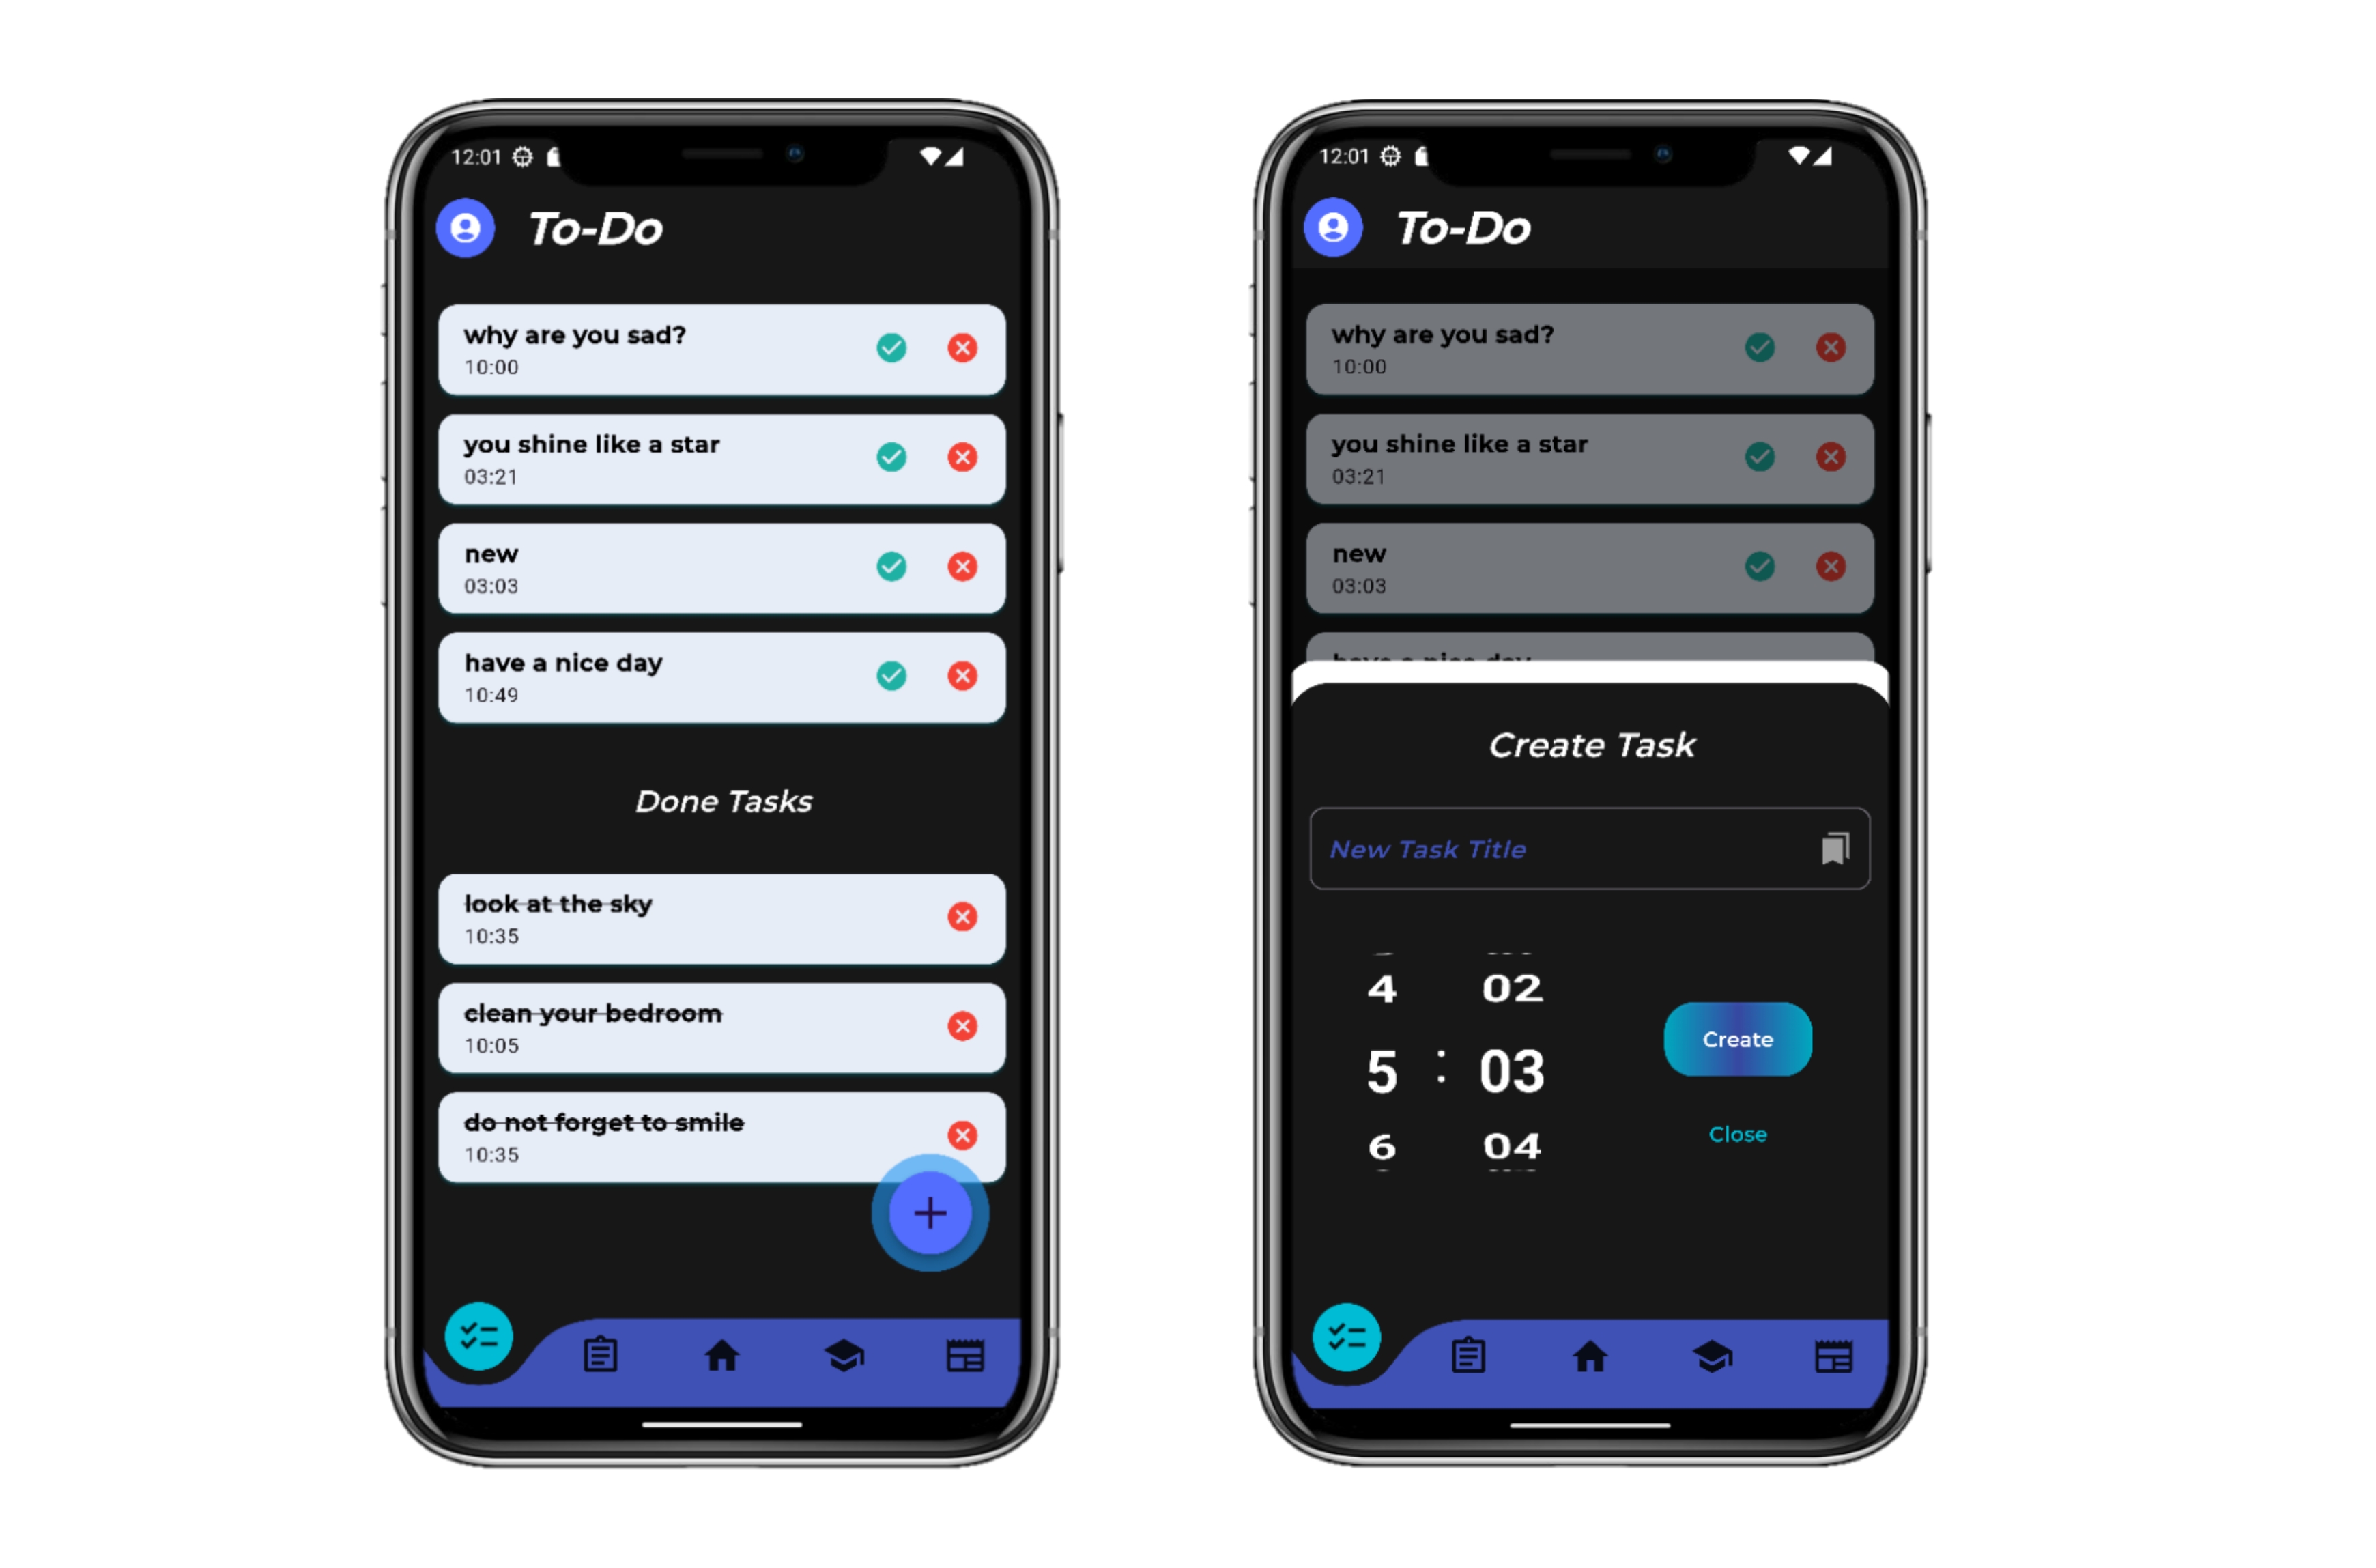 12:01
To-Do
why are you sad?
10:00
you shine like a star
03:21
new
03:03
have a nice day
10:49
Done Tasks
look at the sky
10:35
clean your bedroom
10:05
do not forget to smile
10:35
12:01
To-Do
why are you sad?
10:00
you shine like a star
03:21
new
03:03
have a nice day
Create Task
New Task Title
4 02
5 : 03
6 04
Create
Close